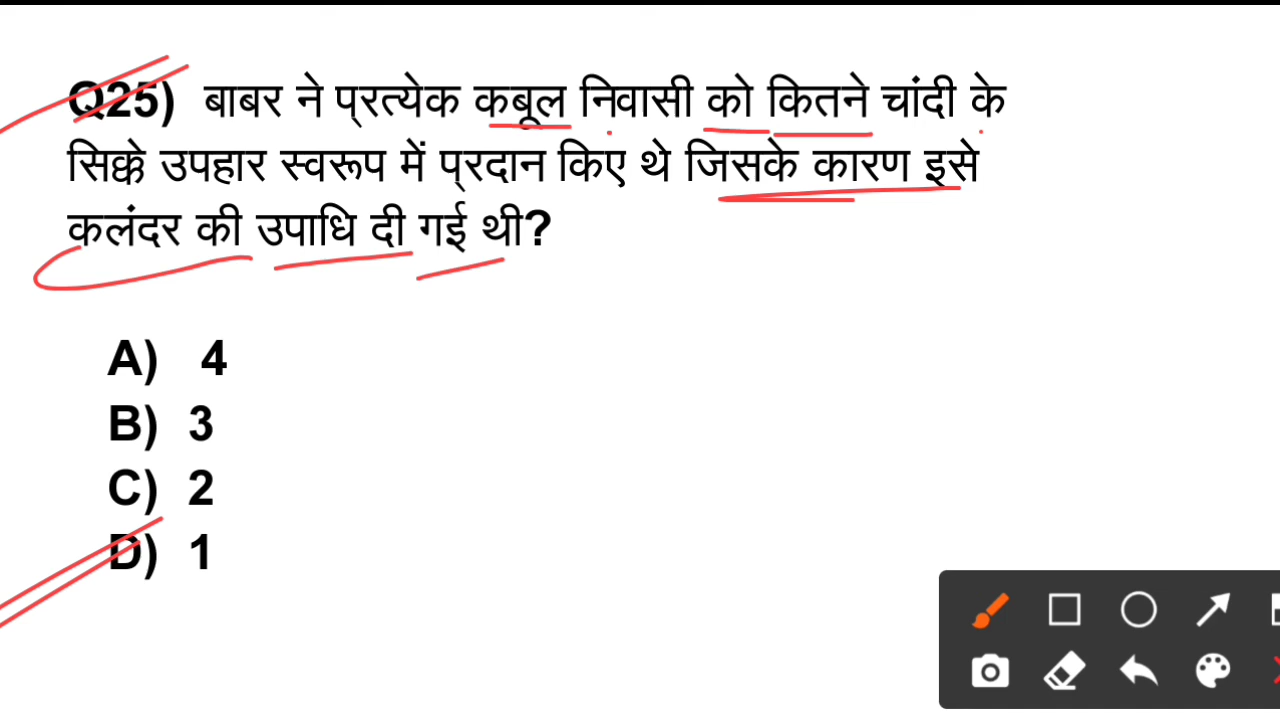 Q25) बाबर ने प्रत्येक कबूल निवासी को कितने चांदी के
सिक्के उपहार स्वरूप में प्रदान किए थे जिसके कारण इसे
कलंदर की उपाधि दी गई थी?
A) 4
B) 3
C) 2
D) 1